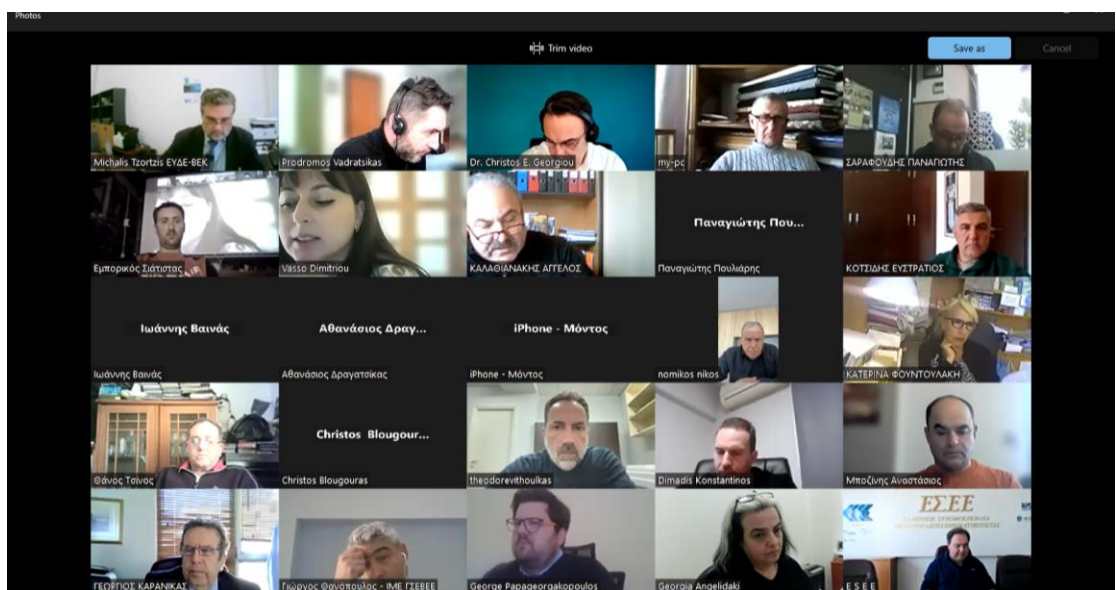 Photos
Trim video
Save as
Cancel
Michalis Tzortzis ΕΥΔΕ-ΒΕΚ
Prodromos Vadratsikas
Dr. Christos E. Georgiou
my-pc
ΣΑΡΑΦΟΥΔΗΣ ΠΑΝΑΓΙΩΤΗΣ
Εμπορικός Σιάτιστας
Vasso Dimitriou
ΚΑΛΑΘΙΑΝΑΚΗΣ ΑΓΓΕΛΟΣ
Παναγιώτης Που...
Παναγιώτης Πουλιάρης
ΚΟΤΣΙΔΗΣ ΕΥΣΤΡΑΤΙΟΣ
Ιωάννης Βαινάς
Ιωάννης Βαινάς
Αθανάσιος Δραγ...
Αθανάσιος Δραγατσίκας
iPhone - Μόντος
iPhone - Μόντος
nomikos nikos
ΚΑΤΕΡΙΝΑ ΦΟΥΝΤΟΥΛΑΚΗ
Θάνος Τσίνος
Christos Blougour...
Christos Blougouras
theodorevithoulkas
Dimadis Konstantinos
Μποζίνης Αναστάσιος
ΓΕΩΡΓΙΟΣ ΚΑΡΑΝΙΚΑΣ
Γιώργος Θανόπουλος - ΙΜΕ ΓΣΕΒΕΕ
George Papageorgakopoulos
Georgia Angelidaki
ΕΣΕΕ
E S E E